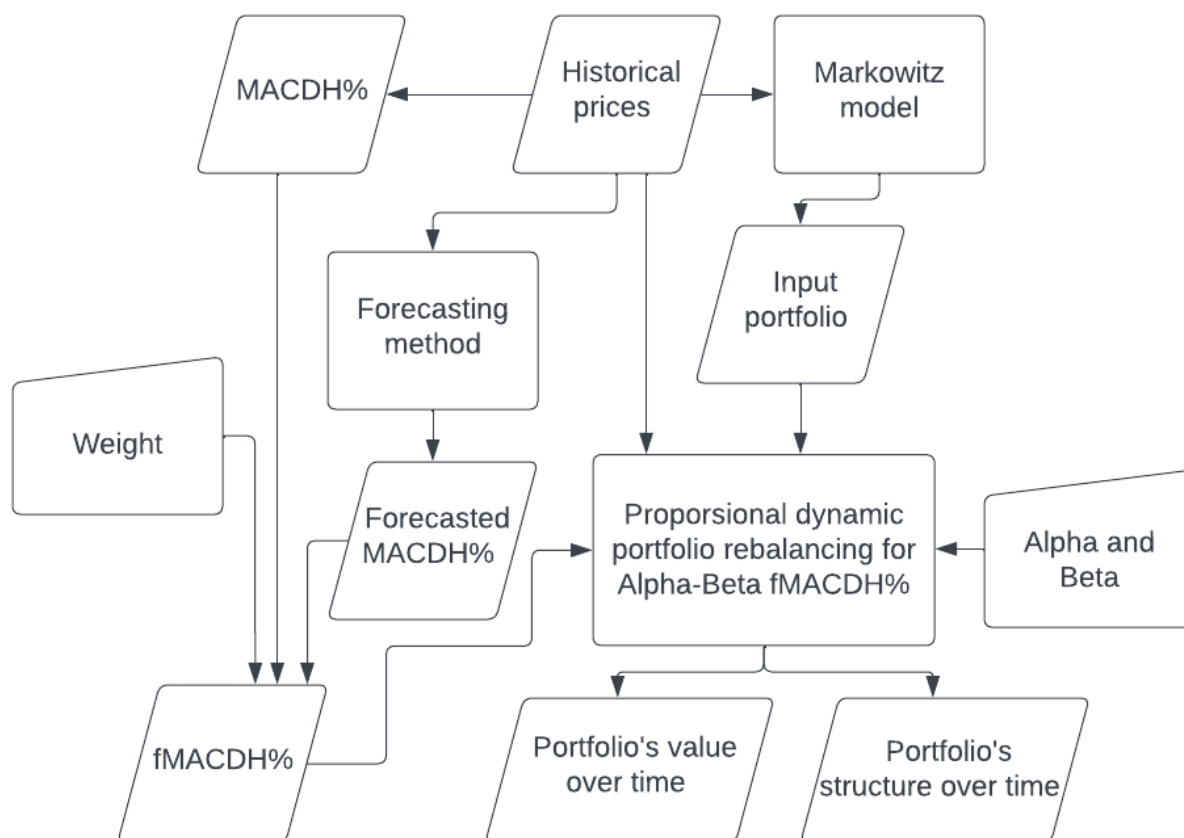 MACDH%
Historical
prices
Markowitz
model
Forecasting
method
Input
portfolio
Weight
Forecasted
MACDH%
Proporsional dynamic
portfolio rebalancing for
Alpha-Beta fMACDH%
Alpha and
Beta
fMACDH%
Portfolio's value
over time
Portfolio's
structure over time